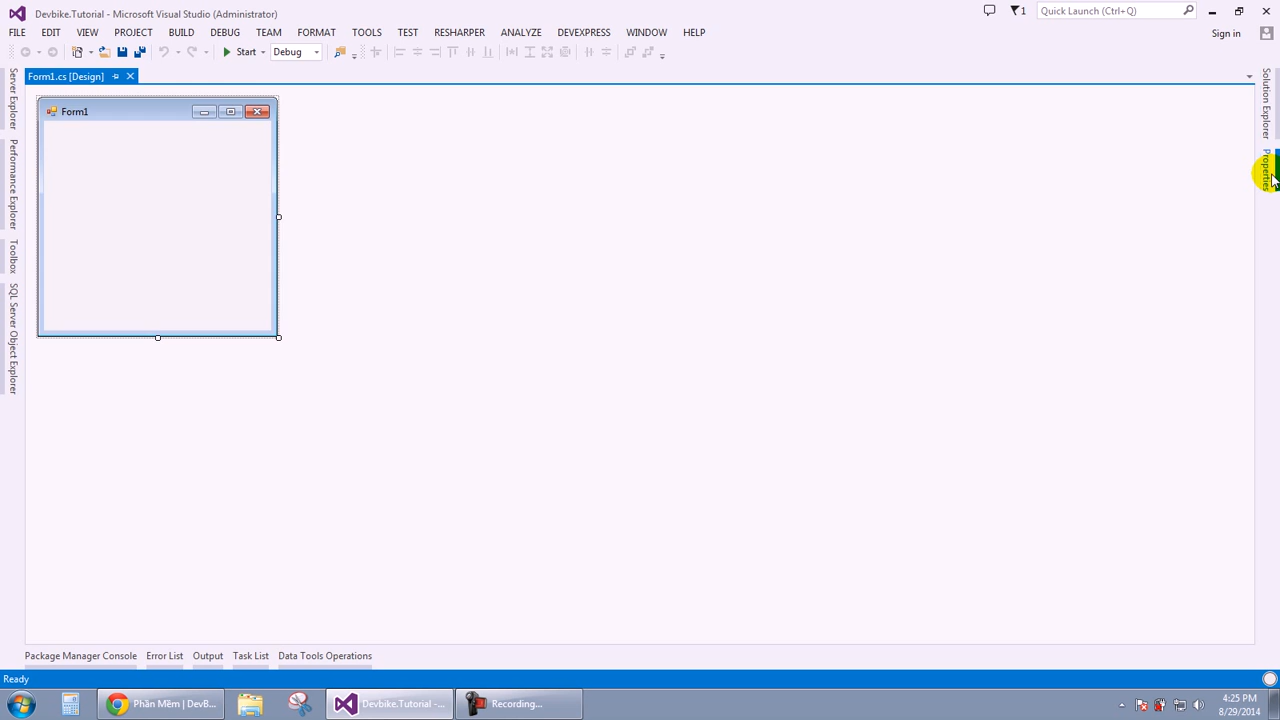 Devbike.Tutorial - Microsoft Visual Studio (Administrator)
1
Quick Launch (Ctrl+Q)
FILE EDIT VIEW PROJECT BUILD DEBUG TEAM FORMAT TOOLS TEST RESHARPER ANALYZE DEVEXPRESS WINDOW HELP
Sign in
Start Debug
Form1.cs [Design]
Form1
Server Explorer
Performance Explorer
Toolbox
SQL Server Object Explorer
Solution Explorer
Properties
Package Manager Console Error List Output Task List Data Tools Operations
Ready
Phần Mềm | DevB...
Devbike.Tutorial -...
Recording...
4:25 PM
8/29/2014